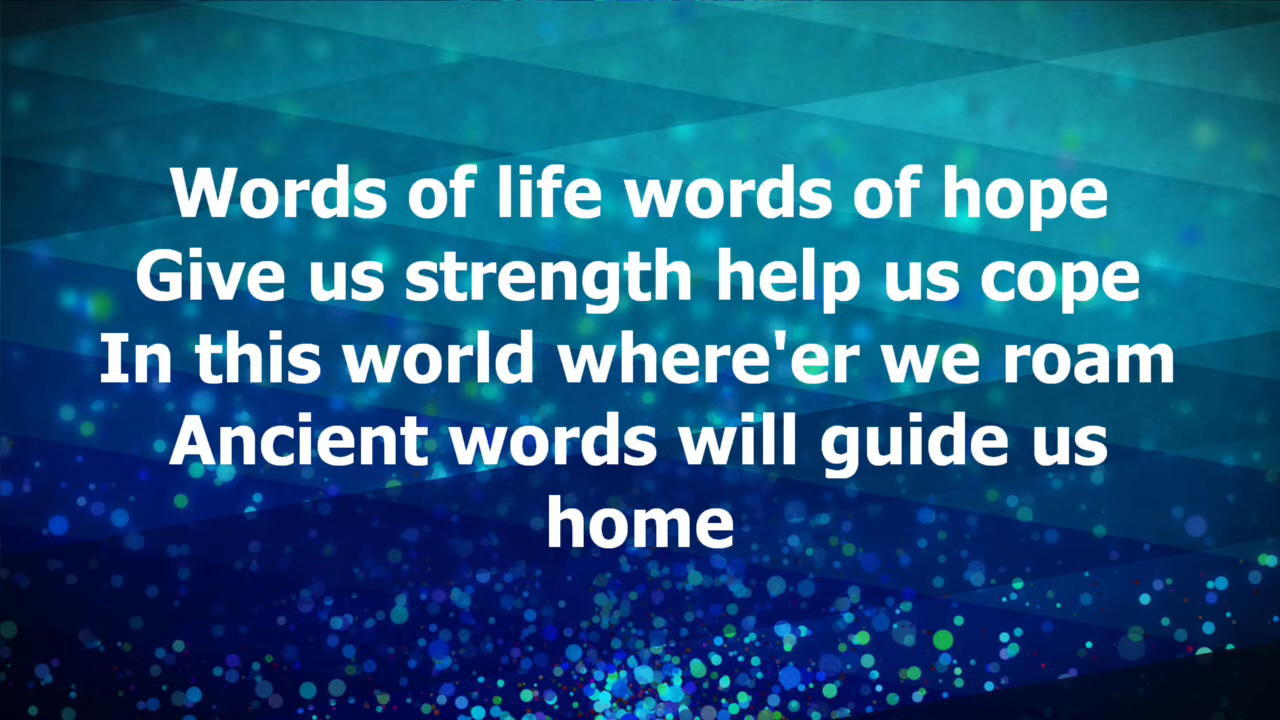 Words of life words of hope
Give us strength help us cope
In this world where'er we roam
Ancient words will guide us
home